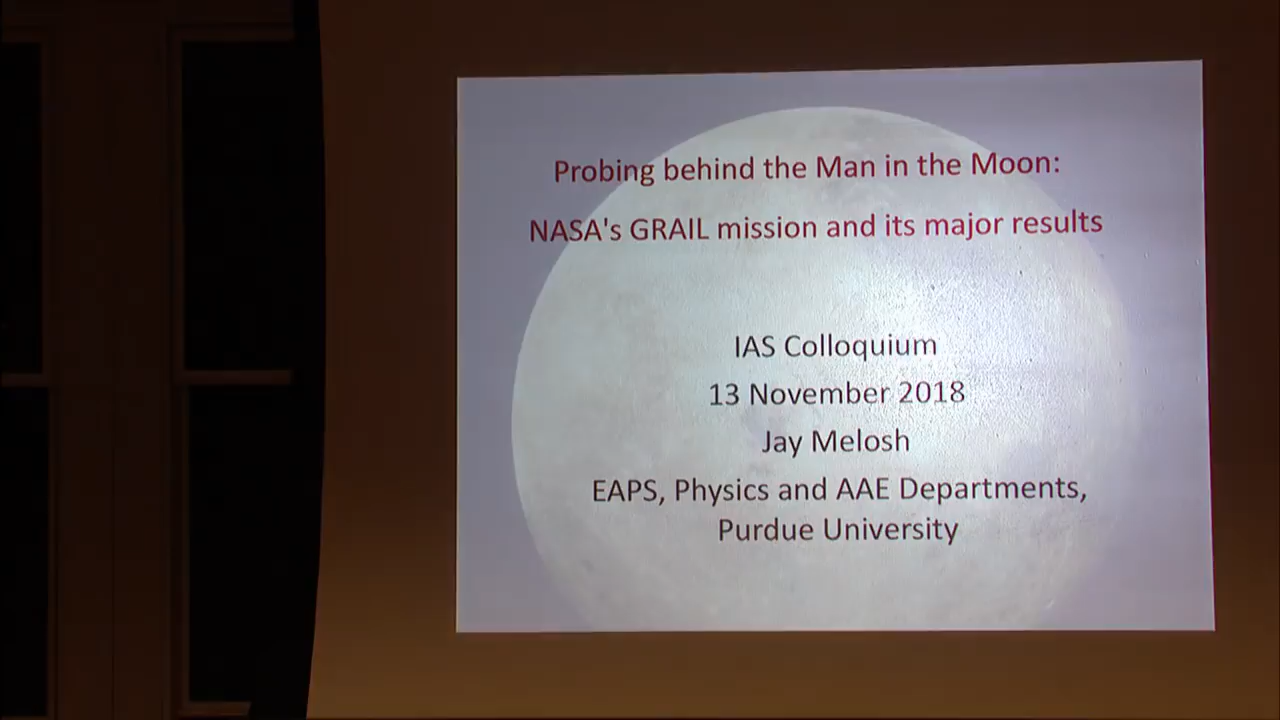 Probing behind the Man in the Moon:
NASA's GRAIL mission and its major results
IAS Colloquium
13 November 2018
Jay Melosh
EAPS, Physics and AAE Departments,
Purdue University